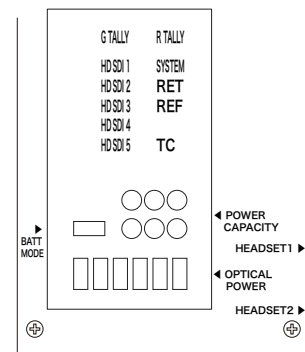 G TALLY R TALLY
HD SDI 1 SYSTEM
HD SDI 2 RET
HD SDI 3 REF
HD SDI 4
HD SDI 5 TC
POWER
CAPACITY
BATT
MODE
HEADSET1
OPTICAL
POWER
HEADSET2